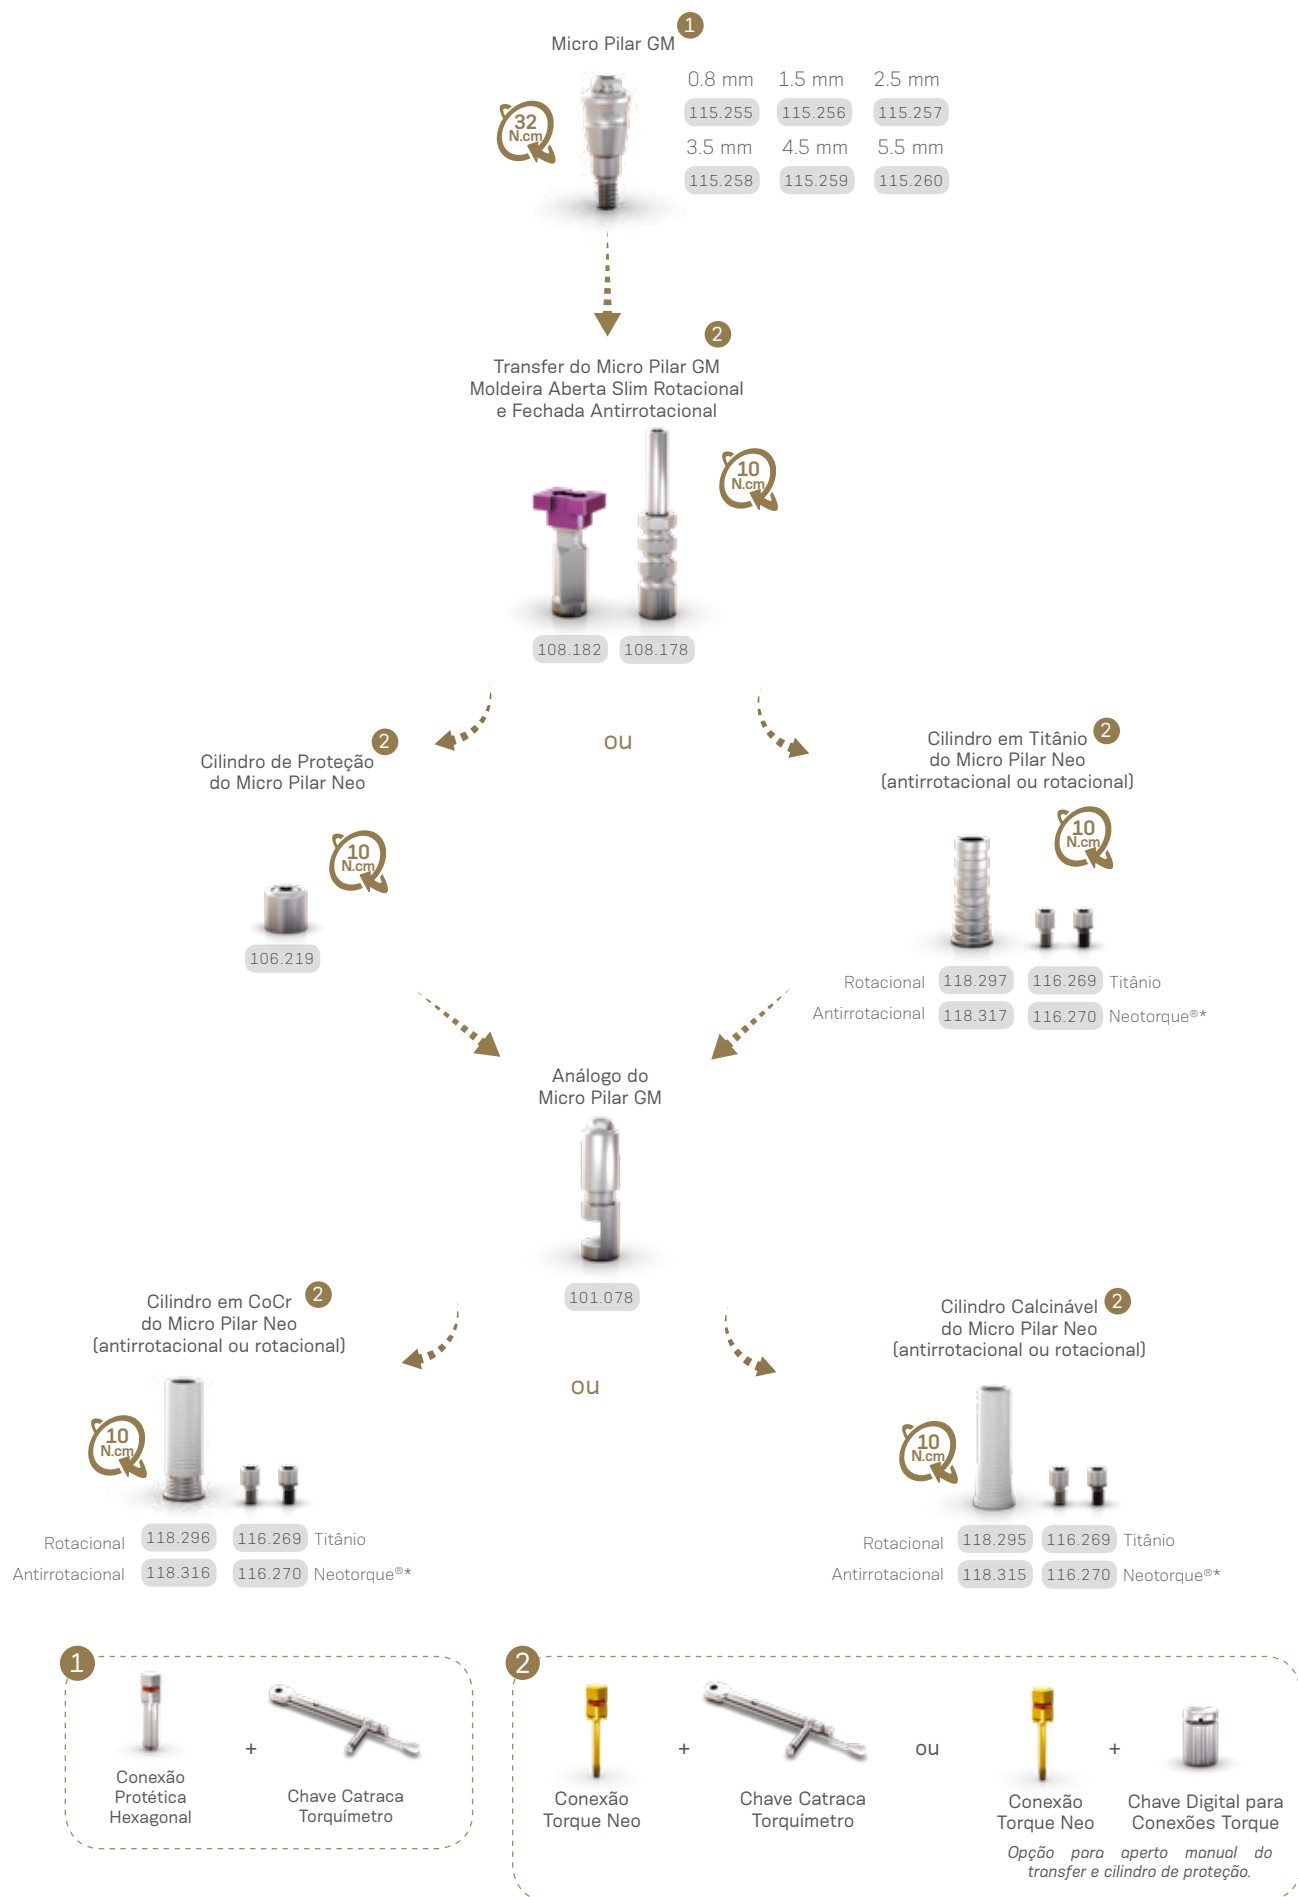 1
Micro Pilar GM
0.8 mm 1.5 mm 2.5 mm
115.255 115.256 115.257
3.5 mm 4.5 mm 5.5 mm
115.258 115.259 115.260
32
N.cm
2
Transfer do Micro Pilar GM
Moldeira Aberta Slim Rotacional
e Fechada Antirrotacional
10
N.cm
108.182 108.178
ou
2
Cilindro de Proteção
do Micro Pilar Neo
10
N.cm
106.219
2
Cilindro em Titânio
do Micro Pilar Neo
(antirrotacional ou rotacional)
10
N.cm
Rotacional 118.297 116.269 Titânio
Antirrotacional 118.317 116.270 Neotorque®*
Análogo do
Micro Pilar GM
101.078
ou
2
Cilindro em CoCr
do Micro Pilar Neo
(antirrotacional ou rotacional)
10
N.cm
Rotacional 118.296 116.269 Titânio
Antirrotacional 118.316 116.270 Neotorque®*
2
Cilindro Calcinável
do Micro Pilar Neo
(antirrotacional ou rotacional)
10
N.cm
Rotacional 118.295 116.269 Titânio
Antirrotacional 118.315 116.270 Neotorque®*
1
+
Conexão
Protética
Hexagonal
Chave Catraca
Torquímetro
2
+
Conexão
Torque Neo
Chave Catraca
Torquímetro
ou
+
Conexão
Torque Neo
Chave Digital para
Conexões Torque
Opção para aperto manual do
transfer e cilindro de proteção.